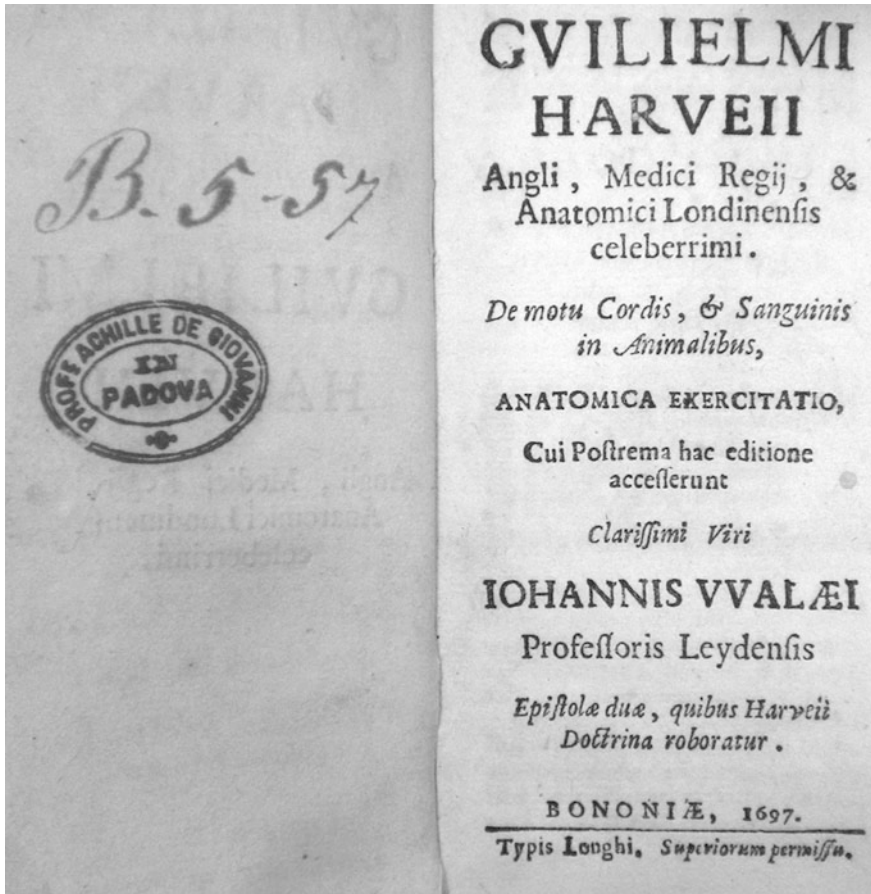 B. 5-57
PROFS ACHILLE DE GIOVANNI
IN
PADOVA
GVILIELMI
HARVEII
Angli, Medici Regij, &
Anatomici Londinenſis
celeberrimi.
De motu Cordis, & Sanguinis
in Animalibus,
ANATOMICA EXERCITATIO,
Cui Poſtrema hac editione
acceſſerunt
Clariſſimi Viri
IOHANNIS VVALÆI
Profeſſoris Leydenſis
Epiſtolæ duæ, quibus Harveii
Doctrina roboratur.
BONONIÆ, 1697.
Typis Longhi. Superiorum permiſſu.